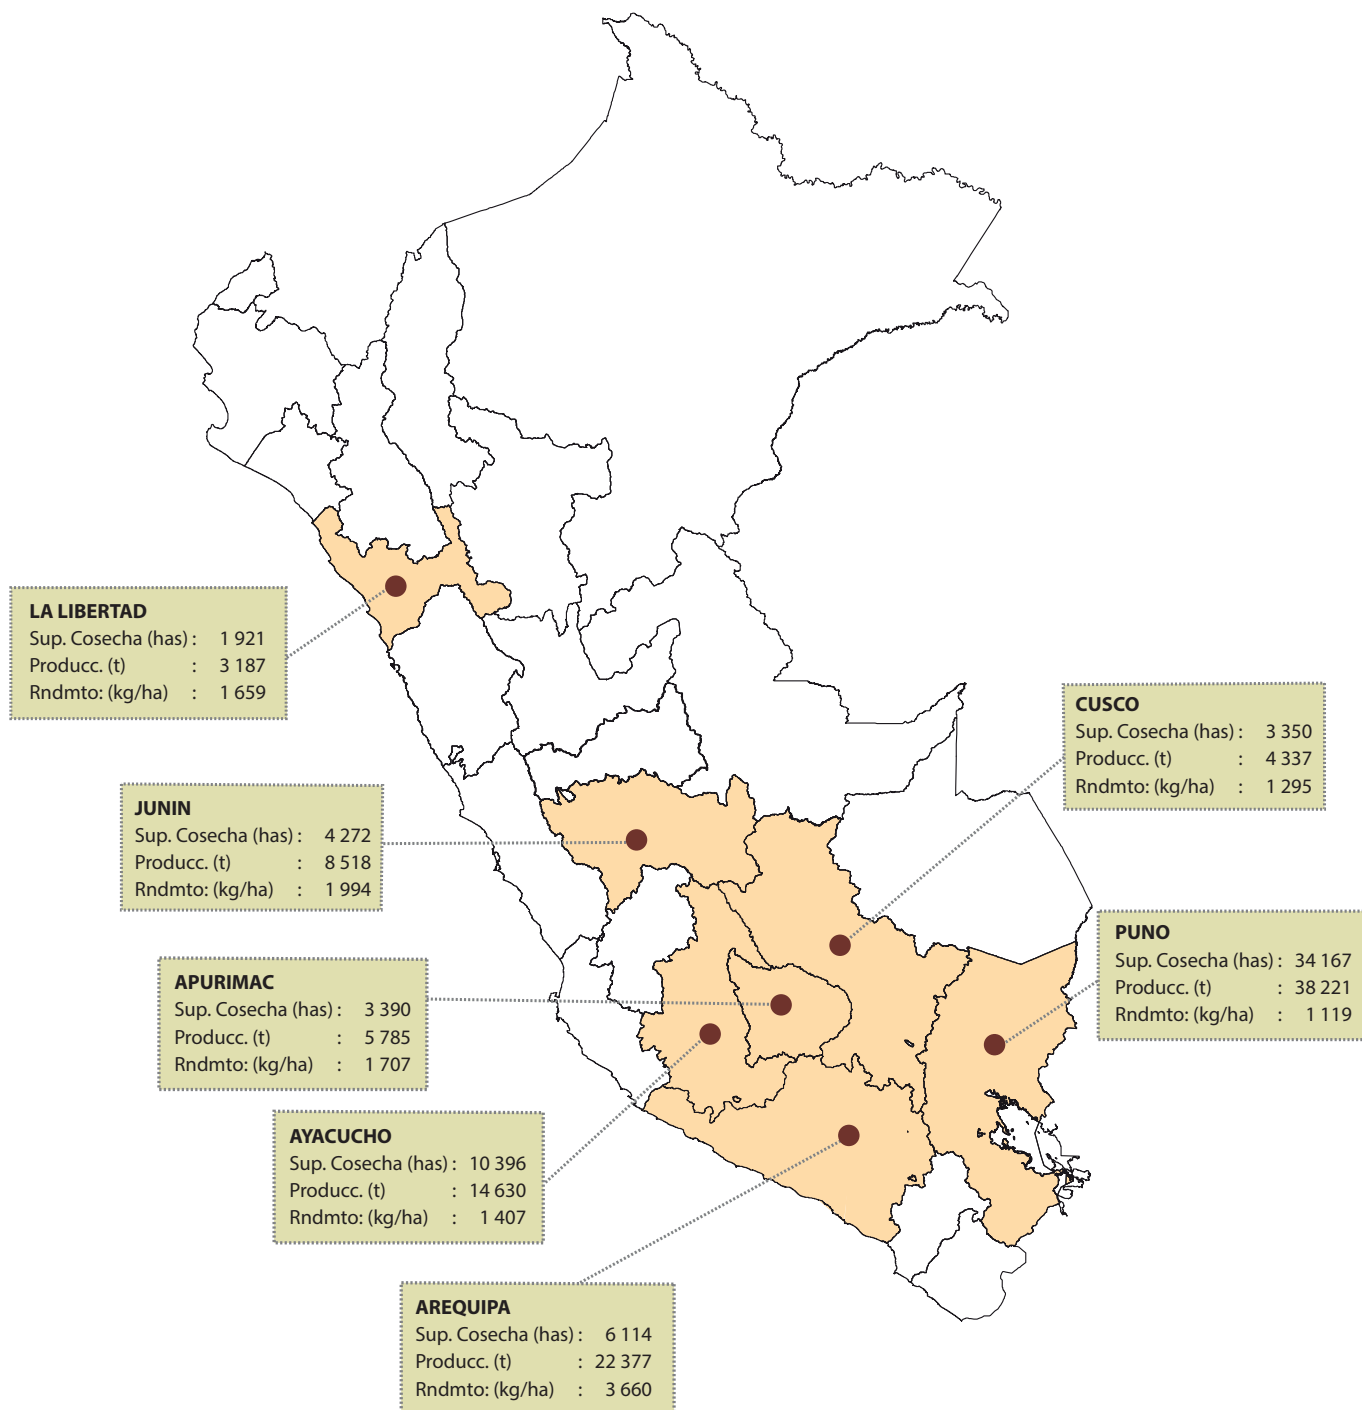 LA LIBERTAD
Sup. Cosecha (has) : 1 921
Producc. (t) : 3 187
Rndmto: (kg/ha) : 1 659
CUSCO
Sup. Cosecha (has) : 3 350
Producc. (t) : 4 337
Rndmto: (kg/ha) : 1 295
JUNIN
Sup. Cosecha (has) : 4 272
Producc. (t) : 8 518
Rndmto: (kg/ha) : 1 994
PUNO
Sup. Cosecha (has) : 34 167
Producc. (t) : 38 221
Rndmto: (kg/ha) : 1 119
APURIMAC
Sup. Cosecha (has) : 3 390
Producc. (t) : 5 785
Rndmto: (kg/ha) : 1 707
AYACUCHO
Sup. Cosecha (has) : 10 396
Producc. (t) : 14 630
Rndmto: (kg/ha) : 1 407
AREQUIPA
Sup. Cosecha (has) : 6 114
Producc. (t) : 22 377
Rndmto: (kg/ha) : 3 660